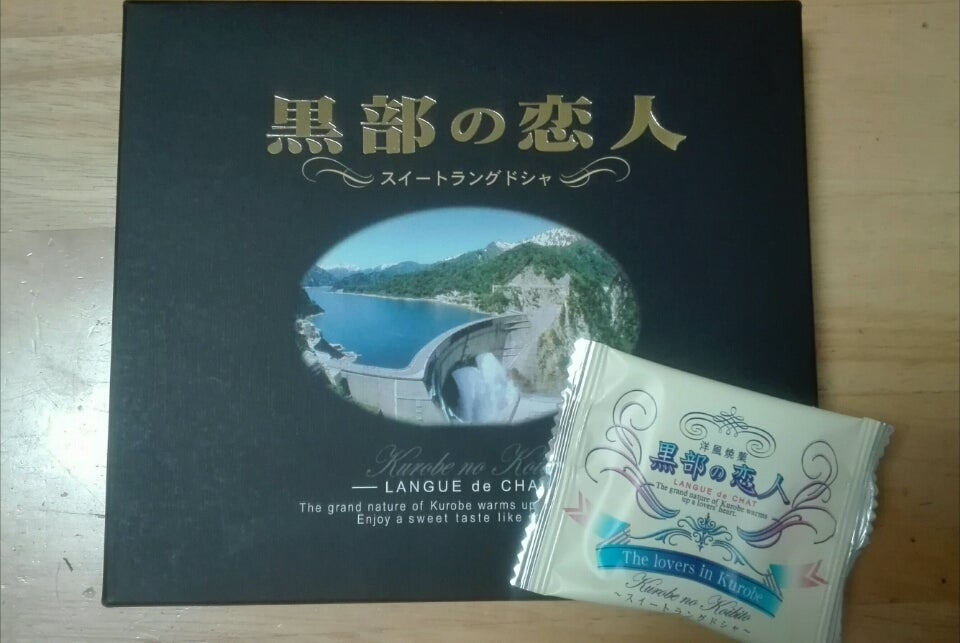 黒部の恋人
スイートラングドシャ
Kurobe no
LANGUE de CHA
The grand nature of Kurobe warms up
Enjoy a sweet taste like
洋風焼菓
黒部の恋人
LANGUE de CHAT
The grand nature of Kurobe warms
up a lovers' heart.
The lovers in Kurobe
Kurobe no Koibito
~スイートラングドシャ~